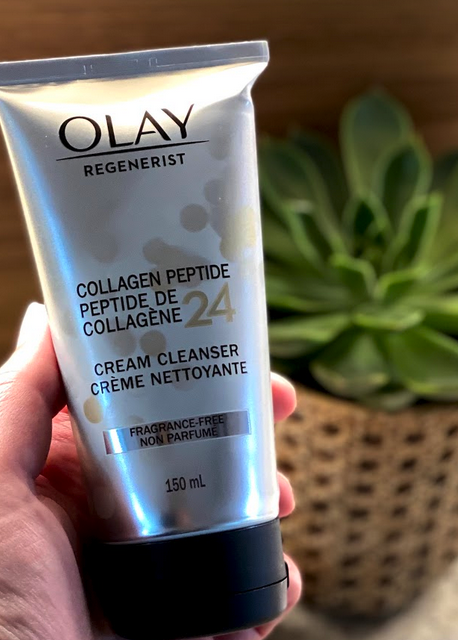 OLAY
REGENERIST
COLLAGEN PEPTIDE
PEPTIDE DE
COLLAGÈNE 24
CREAM CLEANSER
CRÈME NETTOYANTE
FRAGRANCE-FREE
NON PARFUMÉ
150 mL